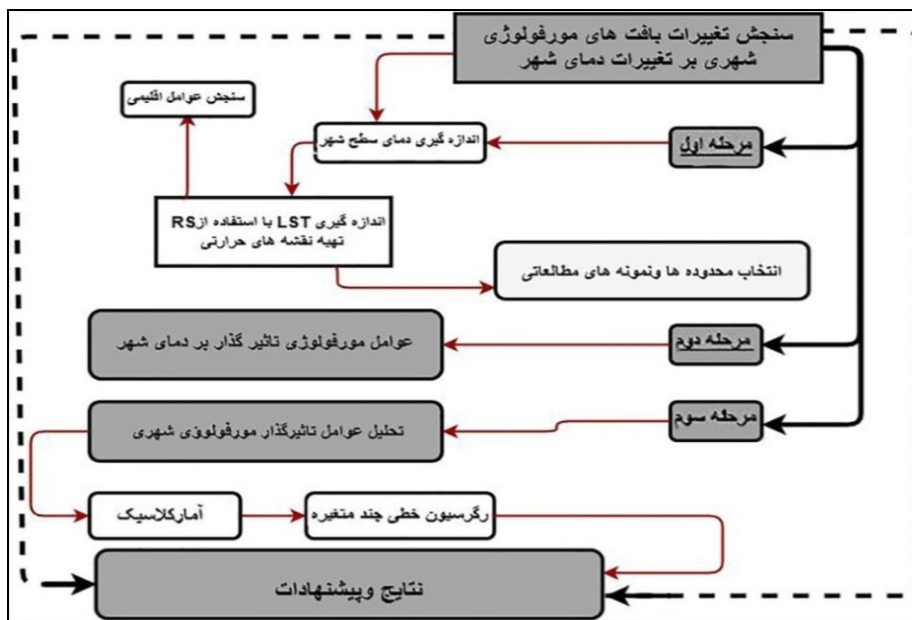 سنجش تغییرات بافت های مورفولوژی
شهری بر تغییرات دمای شهر
سنجش عوامل اقلیمی
اندازه گیری دمای سطح شهر
مرحله اول
اندازه گیری LST با استفاده ازRS
تهیه نقشه های حرارتی
انتخاب محدوده ها ونمونه های مطالعاتی
مرحله دوم
عوامل مورفولوژی تاثیر گذار بر دمای شهر
مرحله سوم
تحلیل عوامل تاثیرگذار مورفولوژی شهری
آمارکلاسیک
رگرسیون خطی چند متغیره
نتایج وپیشنهادات